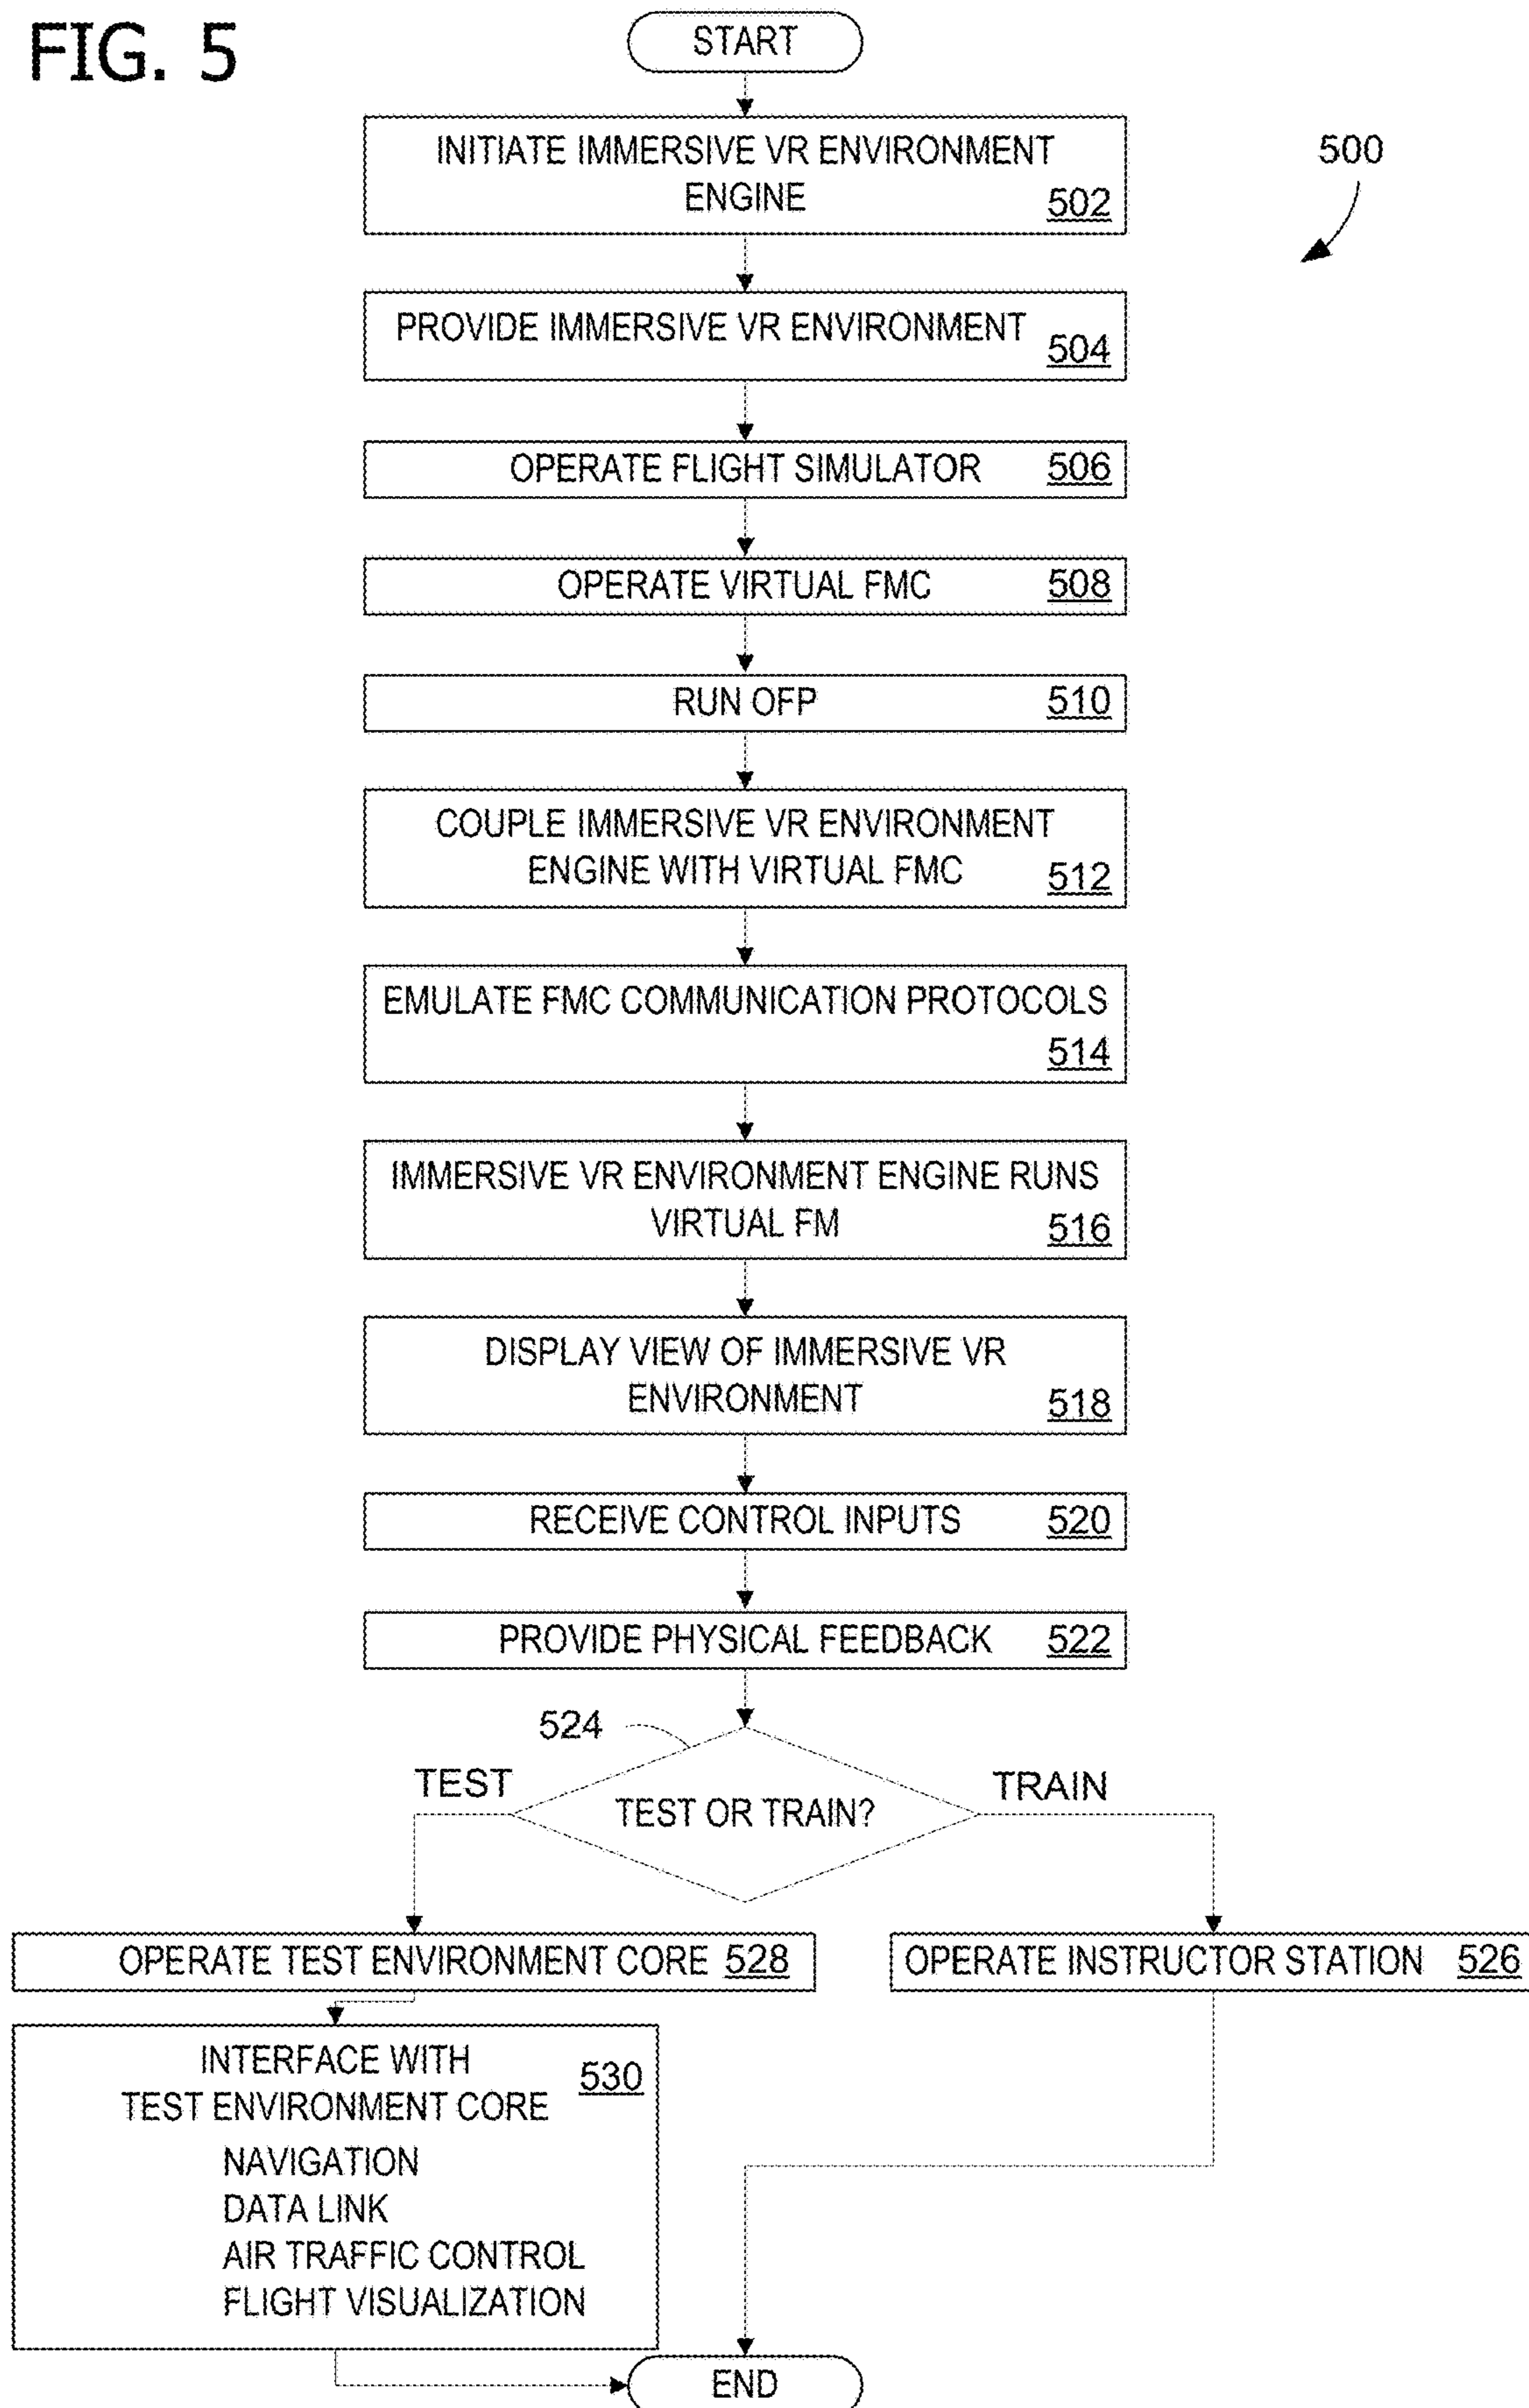 FIG. 5
START
500
INITIATE IMMERSIVE VR ENVIRONMENT
ENGINE 502
PROVIDE IMMERSIVE VR ENVIRONMENT
504
OPERATE FLIGHT SIMULATOR 506
OPERATE VIRTUAL FMC 508
RUN OFP 510
COUPLE IMMERSIVE VR ENVIRONMENT
ENGINE WITH VIRTUAL FMC 512
EMULATE FMC COMMUNICATION PROTOCOLS
514
IMMERSIVE VR ENVIRONMENT ENGINE RUNS
VIRTUAL FM 516
DISPLAY VIEW OF IMMERSIVE VR
ENVIRONMENT 518
RECEIVE CONTROL INPUTS 520
PROVIDE PHYSICAL FEEDBACK 522
524
TEST
TEST OR TRAIN?
TRAIN
OPERATE TEST ENVIRONMENT CORE 528
OPERATE INSTRUCTOR STATION 526
INTERFACE WITH
TEST ENVIRONMENT CORE
530
NAVIGATION
DATA LINK
AIR TRAFFIC CONTROL
FLIGHT VISUALIZATION
END